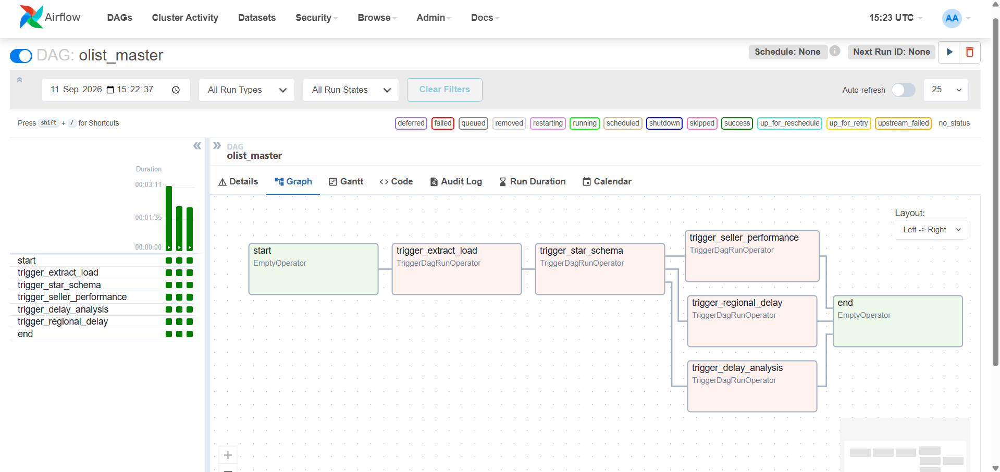 Airflow DAGs Cluster Activity Datasets Security Browse Admin Docs 15:23 UTC AA
DAG: olist_master Schedule: None i Next Run ID: None
11 Sep 2026 15:22:37 All Run Types All Run States Clear Filters Auto-refresh 25
Press shift + / for Shortcuts deferred failed queued removed restarting running scheduled shutdown skipped success up_for_reschedule up_for_retry upstream_failed no_status
DAG
olist_master
Duration
00:03:11
00:01:35
00:00:00
start
trigger_extract_load
trigger_star_schema
trigger_seller_performance
trigger_delay_analysis
trigger_regional_delay
end
Details Graph Gantt Code Audit Log Run Duration Calendar
Layout:
Left -> Right
start
EmptyOperator
trigger_extract_load
TriggerDagRunOperator
trigger_star_schema
TriggerDagRunOperator
trigger_seller_performance
TriggerDagRunOperator
trigger_regional_delay
TriggerDagRunOperator
trigger_delay_analysis
TriggerDagRunOperator
end
EmptyOperator